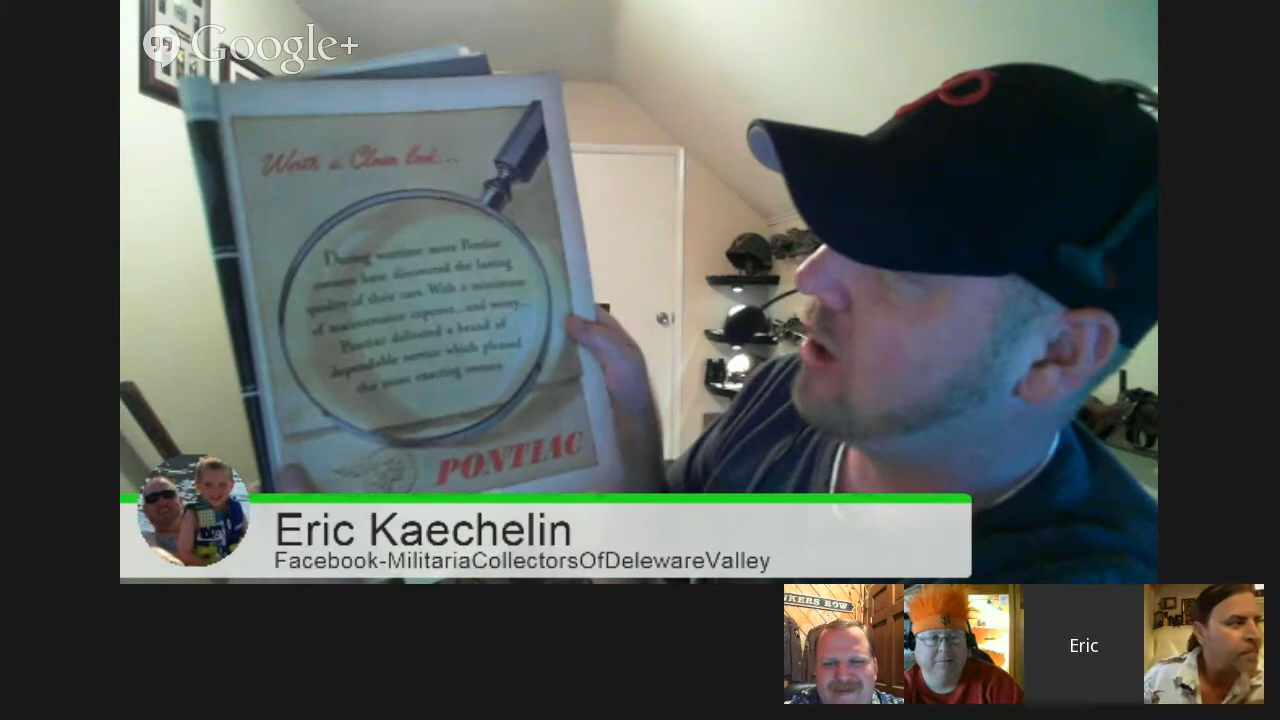 Google+
Worth a Closer look...
During wartime more Pontiac
owners have discovered the lasting
quality of their cars. With a minimum
of maintenance expense...and worry...
Pontiac delivered a brand of
dependable service which pleased
the most exacting owners
PONTIAC
Eric Kaechelin
Facebook-MilitariaCollectorsOfDelewareValley
NKERS ROW
Eric